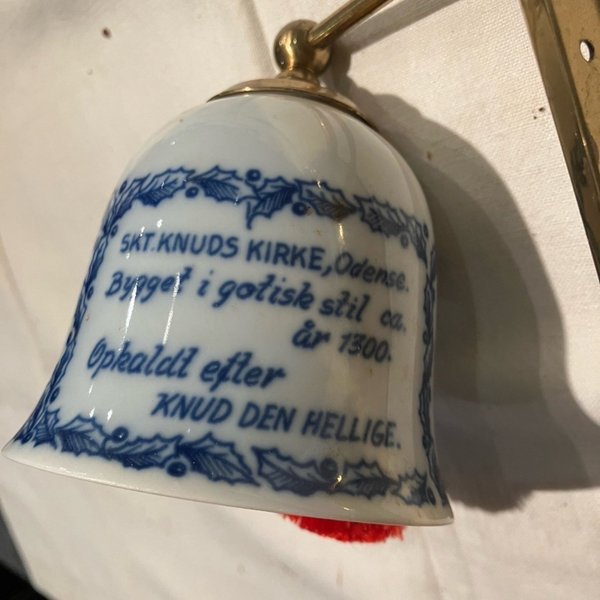 SKT. KNUDS KIRKE, Odense.
Bygget i gotisk stil ca.
år 1300.
Opkaldt efter
KNUD DEN HELLIGE.